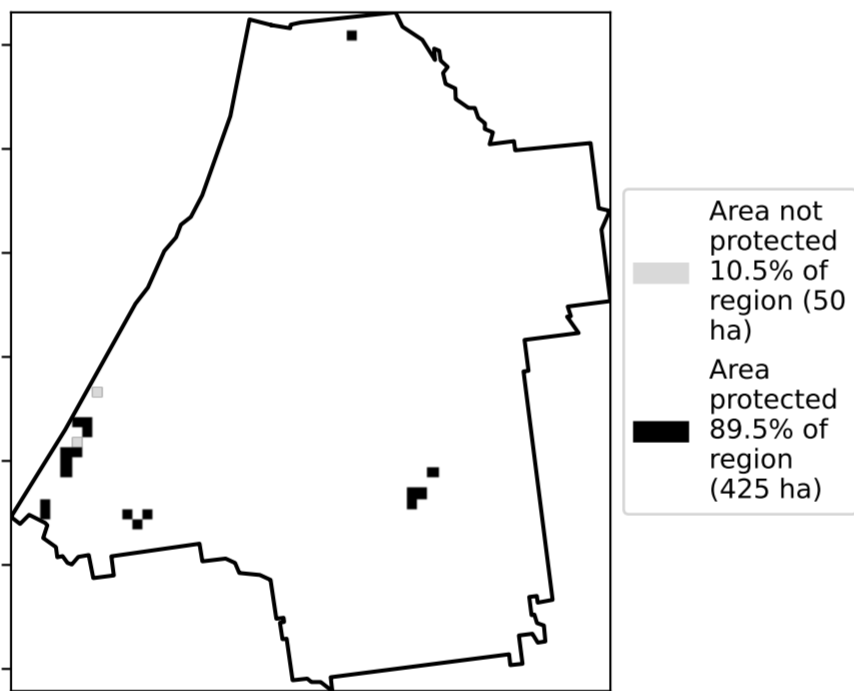 Area not
protected
10.5% of
region (50
ha)
Area
protected
89.5% of
region
(425 ha)